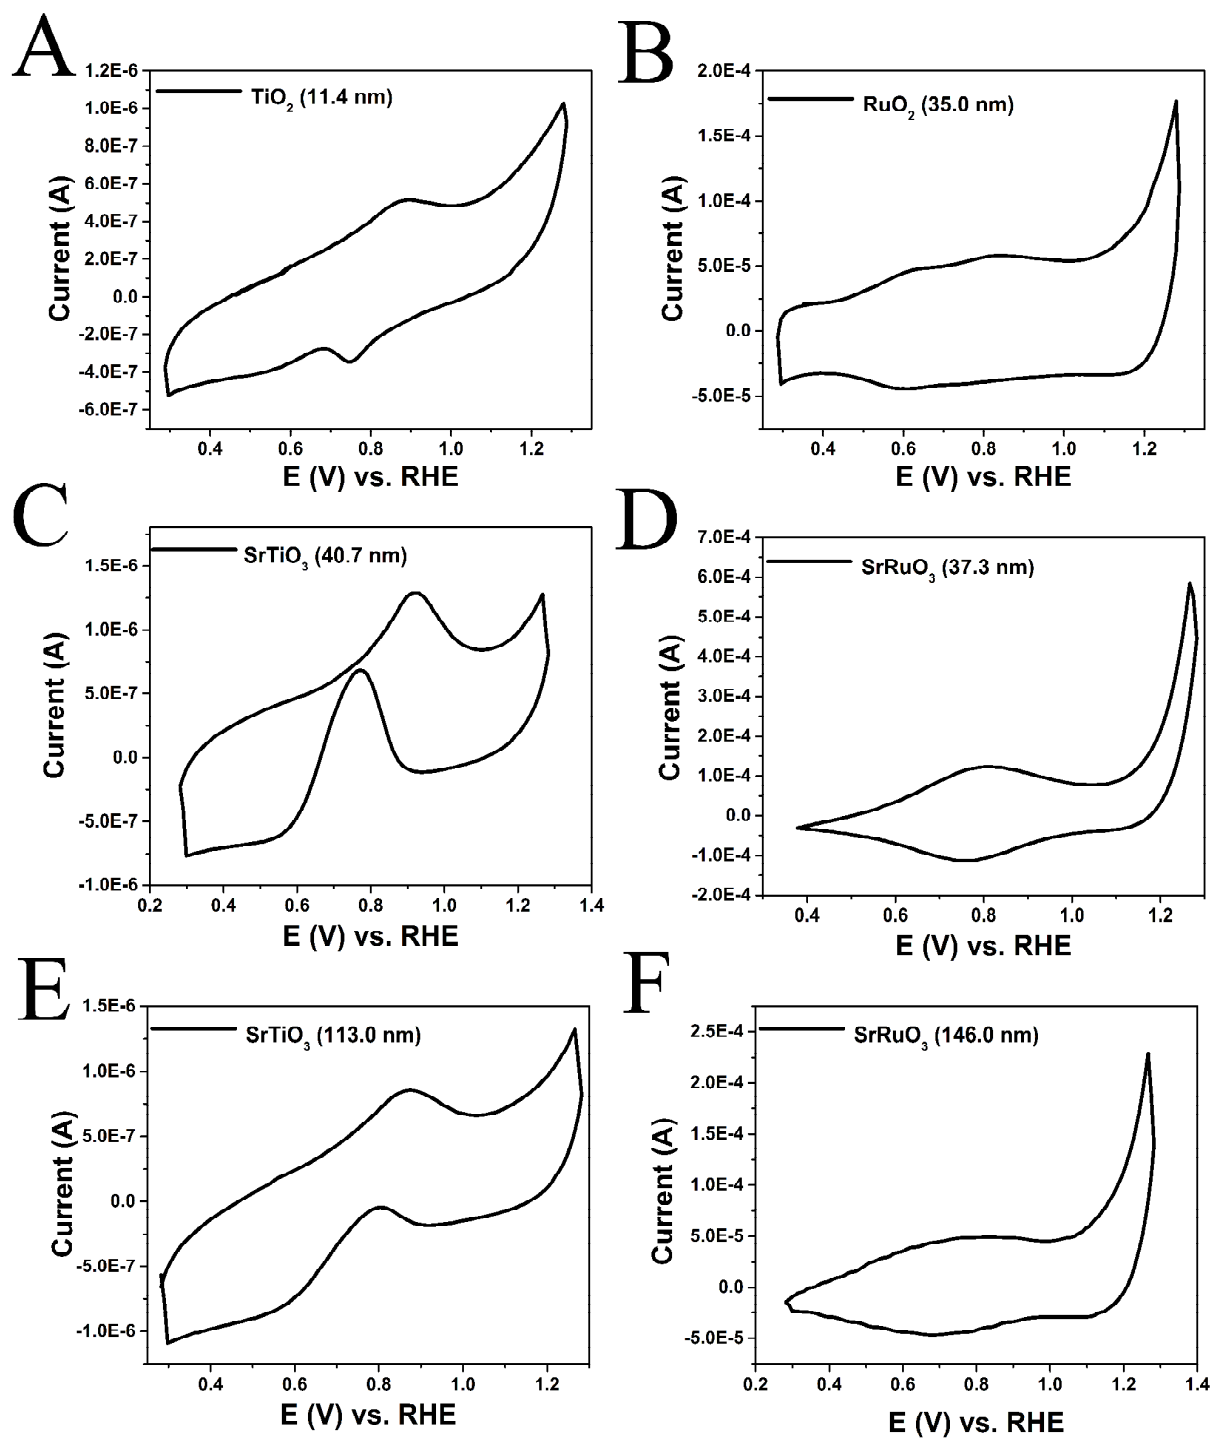 A
1.2E-6
1.0E-6
8.0E-7
6.0E-7
4.0E-7
2.0E-7
0.0
-2.0E-7
-4.0E-7
-6.0E-7
Current (A)
TiO2 (11.4 nm)
0.4 0.6 0.8 1.0 1.2
E (V) vs. RHE
B
2.0E-4
1.5E-4
1.0E-4
5.0E-5
0.0
-5.0E-5
Current (A)
RuO2 (35.0 nm)
0.4 0.6 0.8 1.0 1.2
E (V) vs. RHE
C
1.5E-6
1.0E-6
5.0E-7
0.0
-5.0E-7
-1.0E-6
Current (A)
SrTiO3 (40.7 nm)
0.2 0.4 0.6 0.8 1.0 1.2 1.4
E (V) vs. RHE
D
7.0E-4
6.0E-4
5.0E-4
4.0E-4
3.0E-4
2.0E-4
1.0E-4
0.0
-1.0E-4
-2.0E-4
Current (A)
SrRuO3 (37.3 nm)
0.4 0.6 0.8 1.0 1.2
E (V) vs. RHE
E
1.5E-6
1.0E-6
5.0E-7
0.0
-5.0E-7
-1.0E-6
Current (A)
SrTiO3 (113.0 nm)
0.4 0.6 0.8 1.0 1.2
E (V) vs. RHE
F
2.5E-4
2.0E-4
1.5E-4
1.0E-4
5.0E-5
0.0
-5.0E-5
Current (A)
SrRuO3 (146.0 nm)
0.2 0.4 0.6 0.8 1.0 1.2 1.4
E (V) vs. RHE